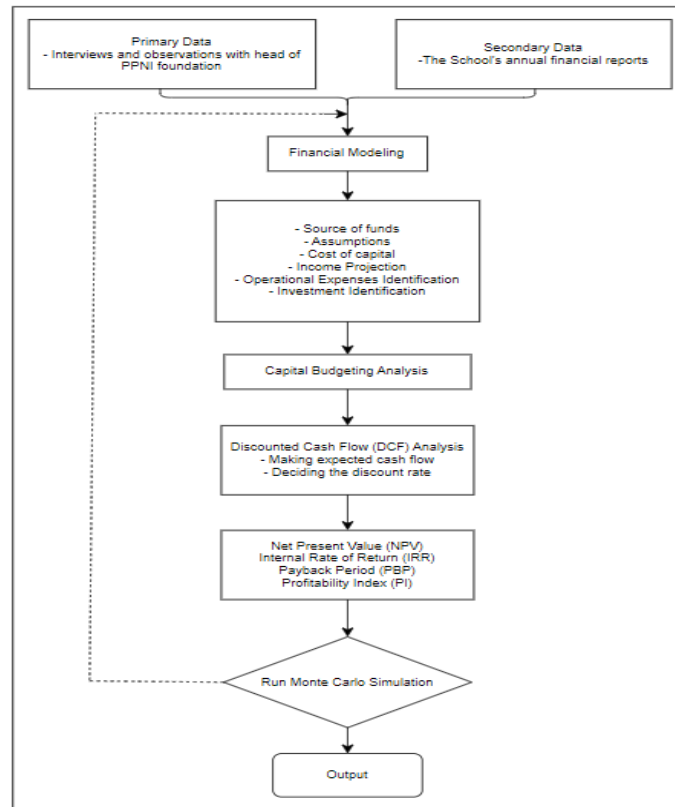 Primary Data
- Interviews and observations with head of
PPNI foundation
Secondary Data
-The School's annual financial reports
Financial Modeling
- Source of funds
- Assumptions
- Cost of capital
- Income Projection
- Operational Expenses Identification
- Investment Identification
Capital Budgeting Analysis
Discounted Cash Flow (DCF) Analysis
- Making expected cash flow
- Deciding the discount rate
Net Present Value (NPV)
Internal Rate of Return (IRR)
Payback Period (PBP)
Profitability Index (PI)
Run Monte Carlo Simulation
Output